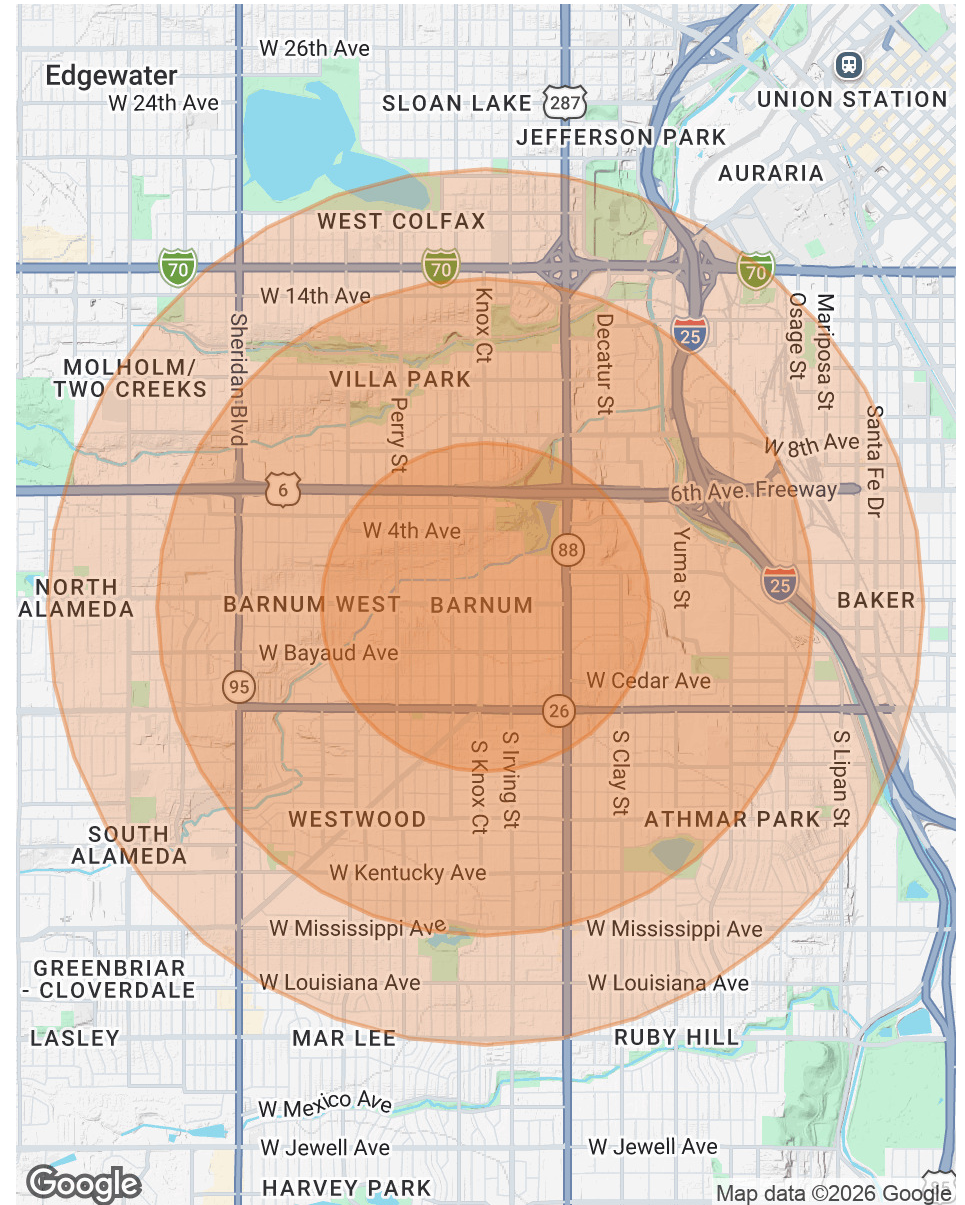 W 26th Ave
Edgewater
W 24th Ave
SLOAN LAKE
287
UNION STATION
JEFFERSON PARK
AURARIA
WEST COLFAX
70
70
70
W 14th Ave
Knox Ct
Sheridan Blvd
Decatur St
25
Osage St
Mariposa St
MOLHOLM/
TWO CREEKS
VILLA PARK
Perry St
Santa Fe Dr
W 8th Ave
6
6th Ave. Freeway
W 4th Ave
88
Yuma St
NORTH
ALAMEDA
BARNUM WEST
BARNUM
25
BAKER
W Bayaud Ave
95
W Cedar Ave
26
S Knox Ct
S Irving St
S Clay St
S Lipan St
WESTWOOD
ATHMAR PARK
SOUTH
ALAMEDA
W Kentucky Ave
W Mississippi Ave
W Mississippi Ave
GREENBRIAR
- CLOVERDALE
W Louisiana Ave
W Louisiana Ave
LASLEY
MAR LEE
RUBY HILL
W Mexico Ave
W Jewell Ave
W Jewell Ave
HARVEY PARK
85
Google
Map data ©2026 Google